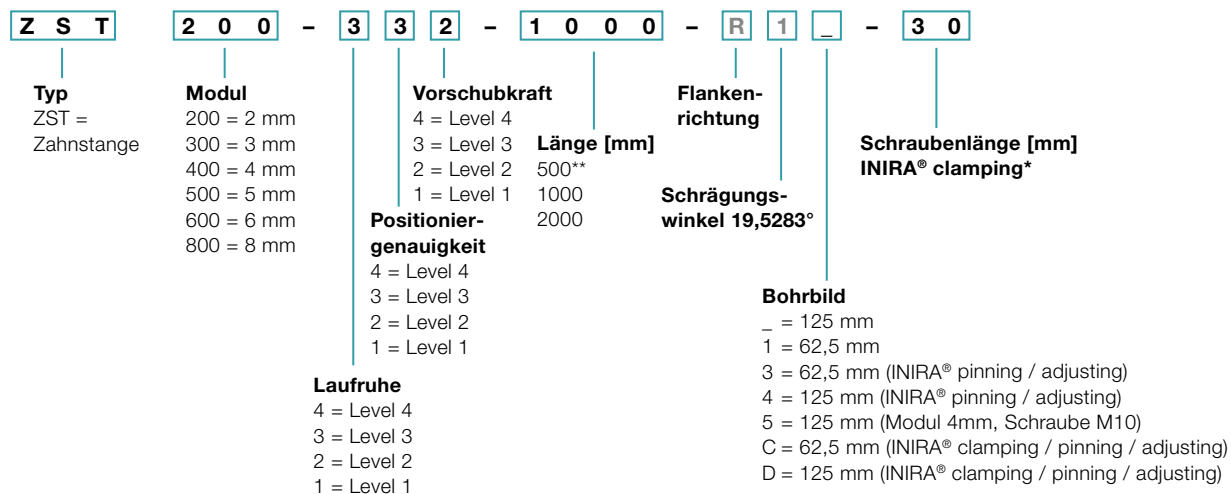 Z S T 2 0 0 – 3 3 2 – 1 0 0 0 – R 1 _ – 3 0
Typ
ZST =
Zahnstange
Modul
200 = 2 mm
300 = 3 mm
400 = 4 mm
500 = 5 mm
600 = 6 mm
800 = 8 mm
Laufruhe
4 = Level 4
3 = Level 3
2 = Level 2
1 = Level 1
Positionier-
genauigkeit
4 = Level 4
3 = Level 3
2 = Level 2
1 = Level 1
Vorschubkraft
4 = Level 4
3 = Level 3
2 = Level 2
1 = Level 1
Länge [mm]
500**
1000
2000
Flanken-
richtung
Schrägungs-
winkel 19,5283°
Bohrbild
_ = 125 mm
1 = 62,5 mm
3 = 62,5 mm (INIRA® pinning / adjusting)
4 = 125 mm (INIRA® pinning / adjusting)
5 = 125 mm (Modul 4mm, Schraube M10)
C = 62,5 mm (INIRA® clamping / pinning / adjusting)
D = 125 mm (INIRA® clamping / pinning / adjusting)
Schraubenlänge [mm]
INIRA® clamping*